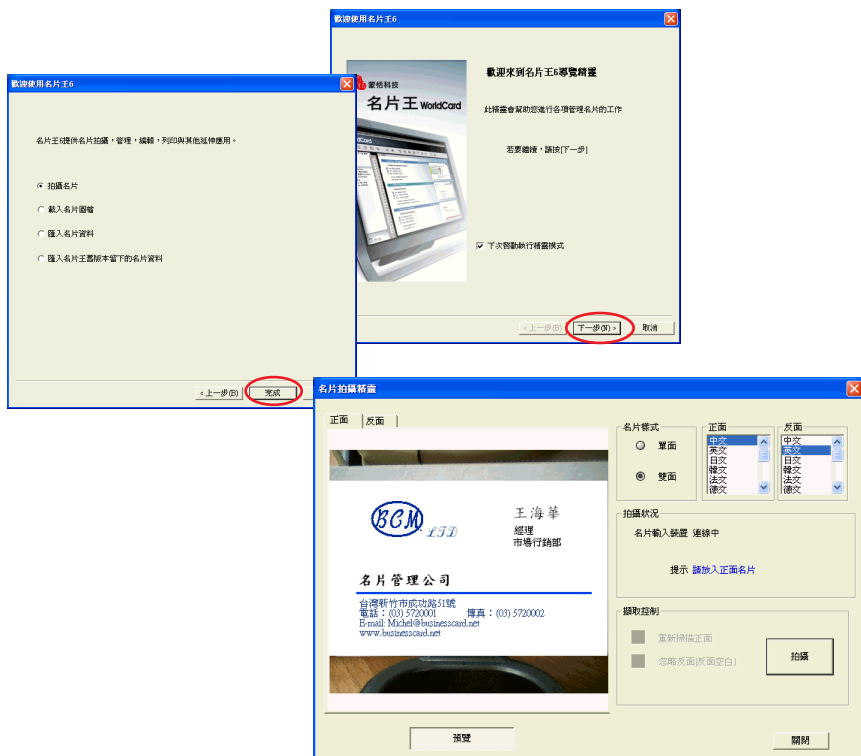 歡迎使用名片王6
蒙恬科技
名片王 WorldCard
歡迎來到名片王6導覽精靈
此精靈會幫助您進行各項管理名片的工作
若要繼續，請按[下一步]
下次啓動執行精靈模式
<上一步(B)
下一步(N) >
取消
歡迎使用名片王6
名片王6提供名片拍攝，管理，編輯，列印與其他延伸應用。
拍攝名片
載入名片圖檔
匯入名片資料
匯入名片王舊版本留下的名片資料
<上一步(B)
完成
名片拍攝精靈
正面
反面
BCM. LTD
王海華
經理
市場行銷部
名片管理公司
台灣新竹市成功路51號
電話：(03) 5720001 傳真：(03) 5720002
E-mail: Michel@businesscard.net
www.businesscard.net
預覽
名片樣式
單面
雙面
正面
中文
英文
日文
韓文
法文
德文
反面
中文
英文
日文
韓文
法文
德文
拍攝狀況
名片輸入裝置 連線中
提示 請放入正面名片
擷取控制
重新掃描正面
忽略反面(反面空白)
拍攝
關閉